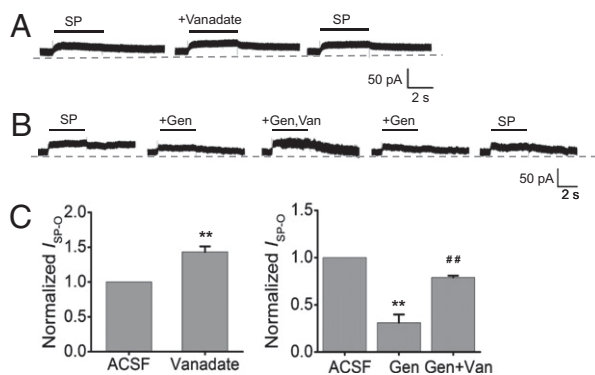 A
SP
+Vanadate
SP
50 pA
2 s
B
SP
+Gen
+Gen,Van
+Gen
SP
50 pA
2 s
C
Normalized I_SP-O
2.0
1.5
1.0
0.5
0.0
**
ACSF
Vanadate
Normalized I_SP-O
1.5
1.0
0.5
0.0
**
##
ACSF
Gen
Gen+Van